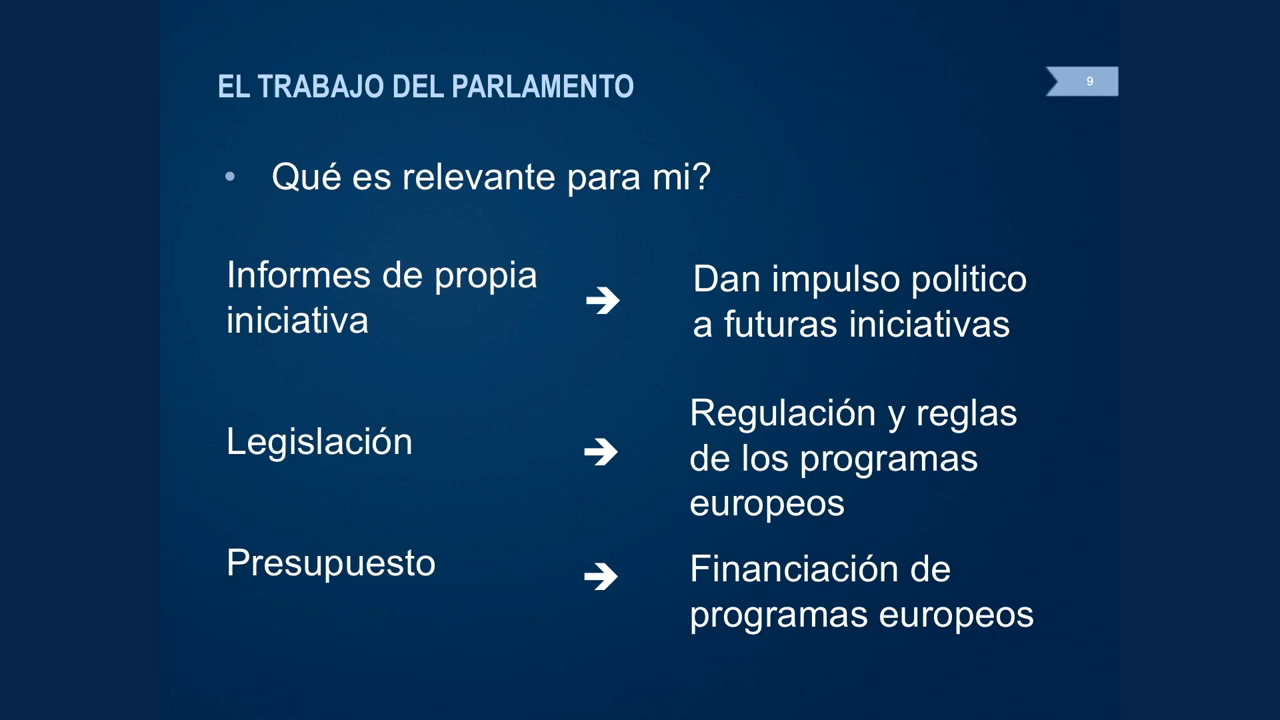 EL TRABAJO DEL PARLAMENTO
9
• Qué es relevante para mi?
Informes de propia
iniciativa
➔
Dan impulso politico
a futuras iniciativas
Legislación
➔
Regulación y reglas
de los programas
europeos
Presupuesto
➔
Financiación de
programas europeos